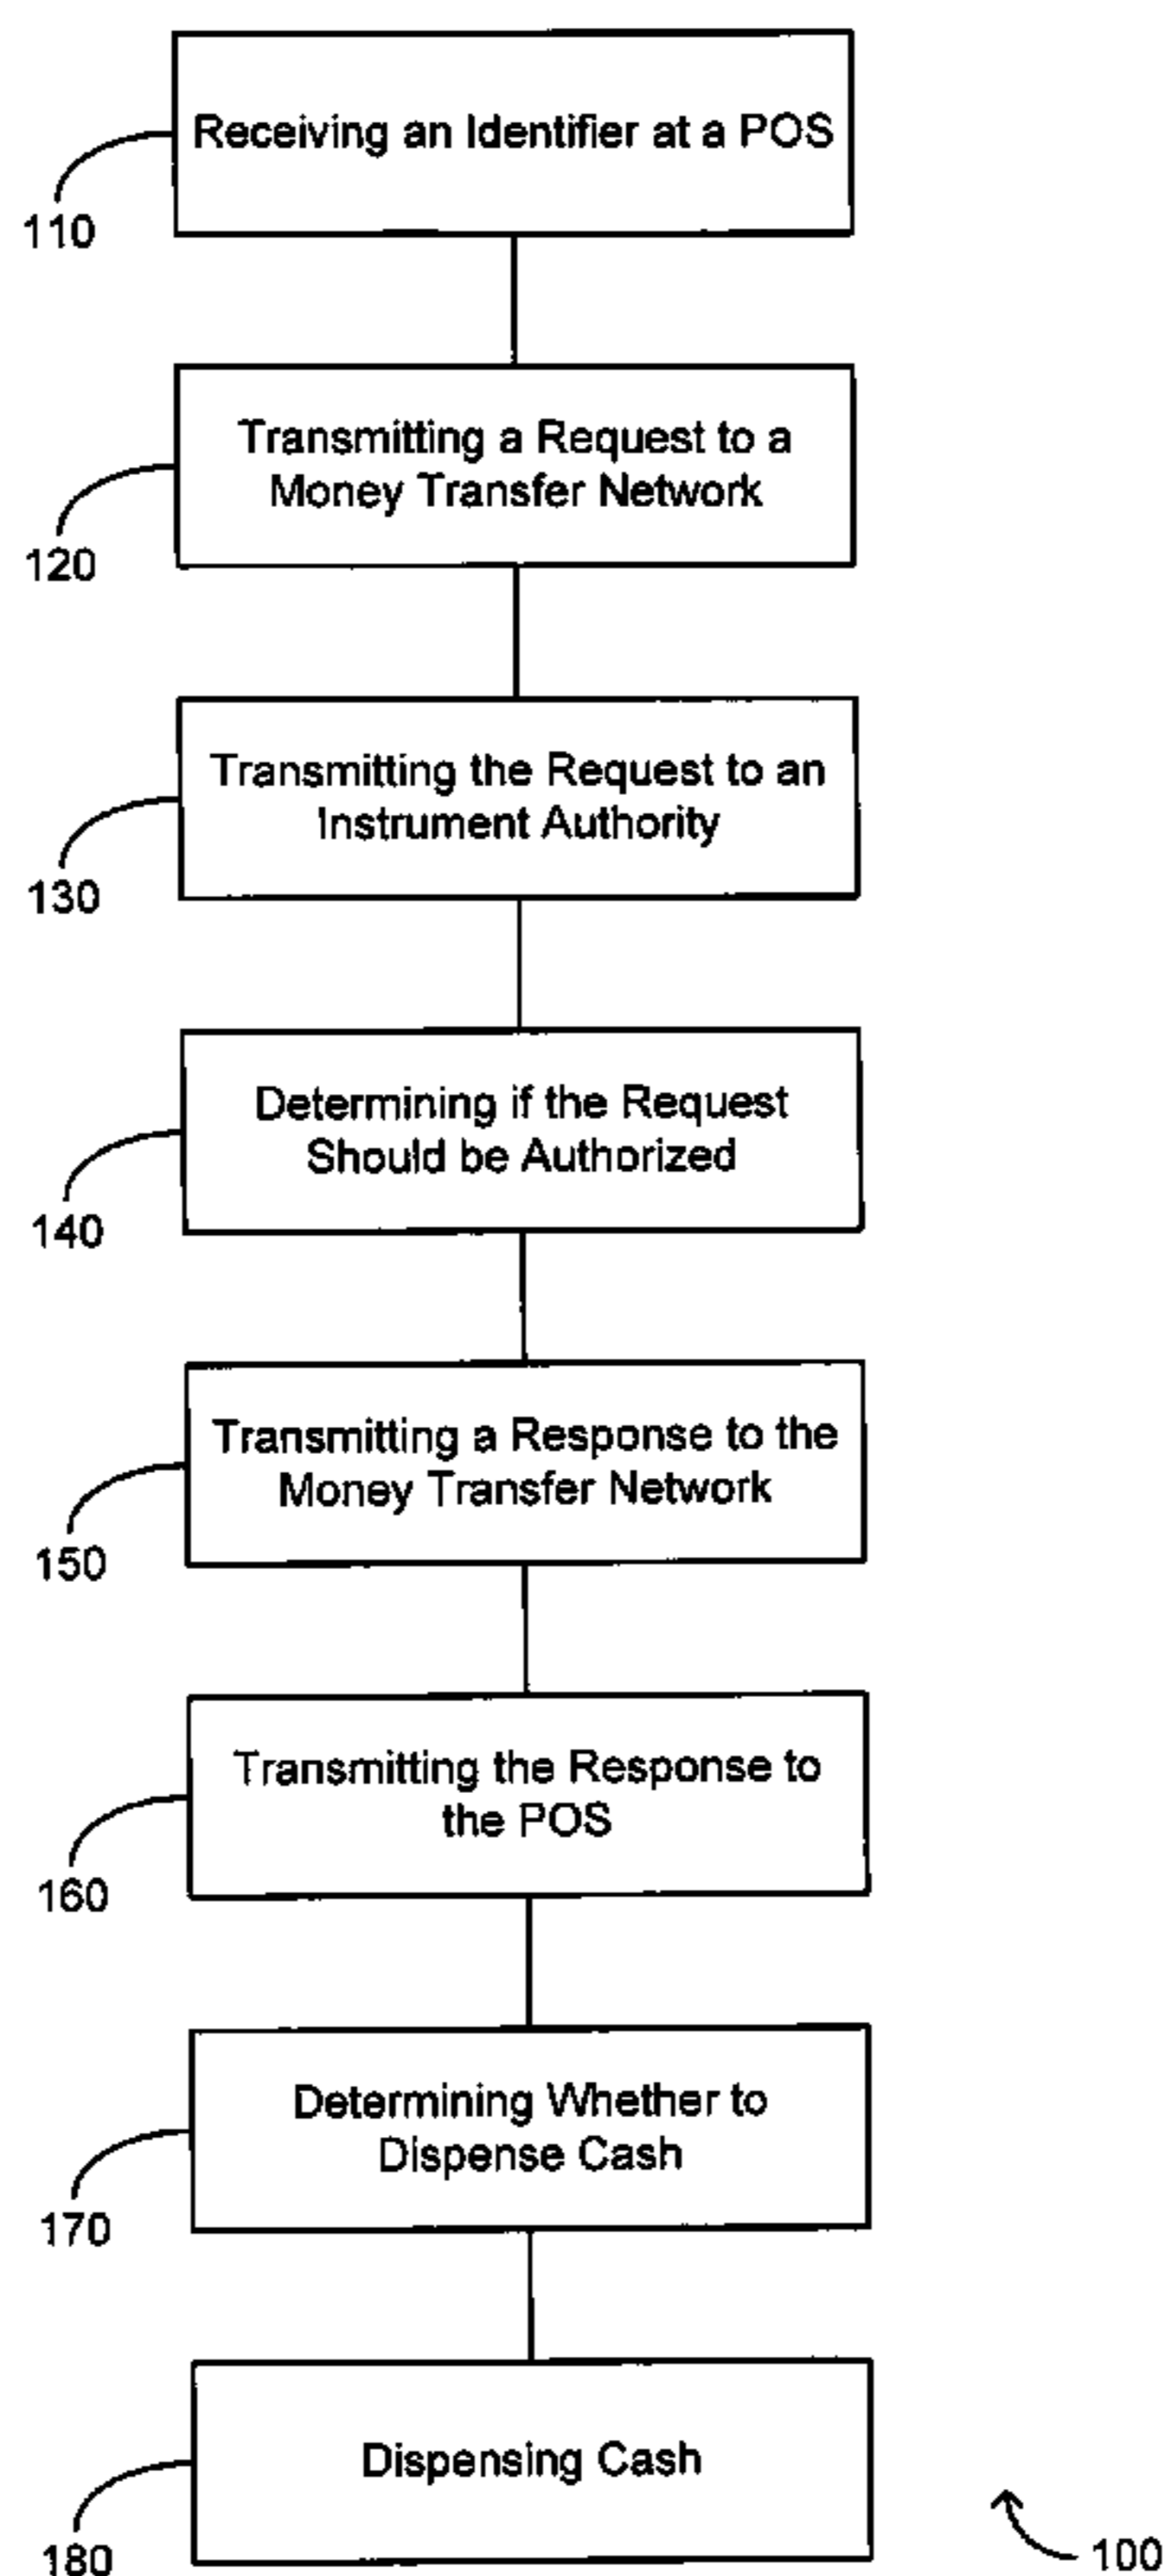 Receiving an Identifier at a POS
110
Transmitting a Request to a
Money Transfer Network
120
Transmitting the Request to an
Instrument Authority
130
Determining if the Request
Should be Authorized
140
Transmitting a Response to the
Money Transfer Network
150
Transmitting the Response to
the POS
160
Determining Whether to
Dispense Cash
170
Dispensing Cash
180
100